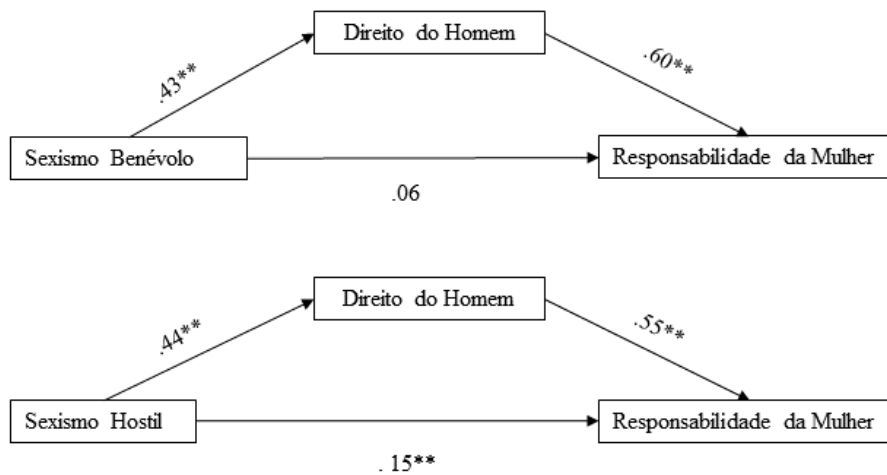 Direito do Homem
.43**
.60**
Sexismo Benévolo
Responsabilidade da Mulher
.06
Direito do Homem
.44**
.55**
Sexismo Hostil
Responsabilidade da Mulher
. 15**